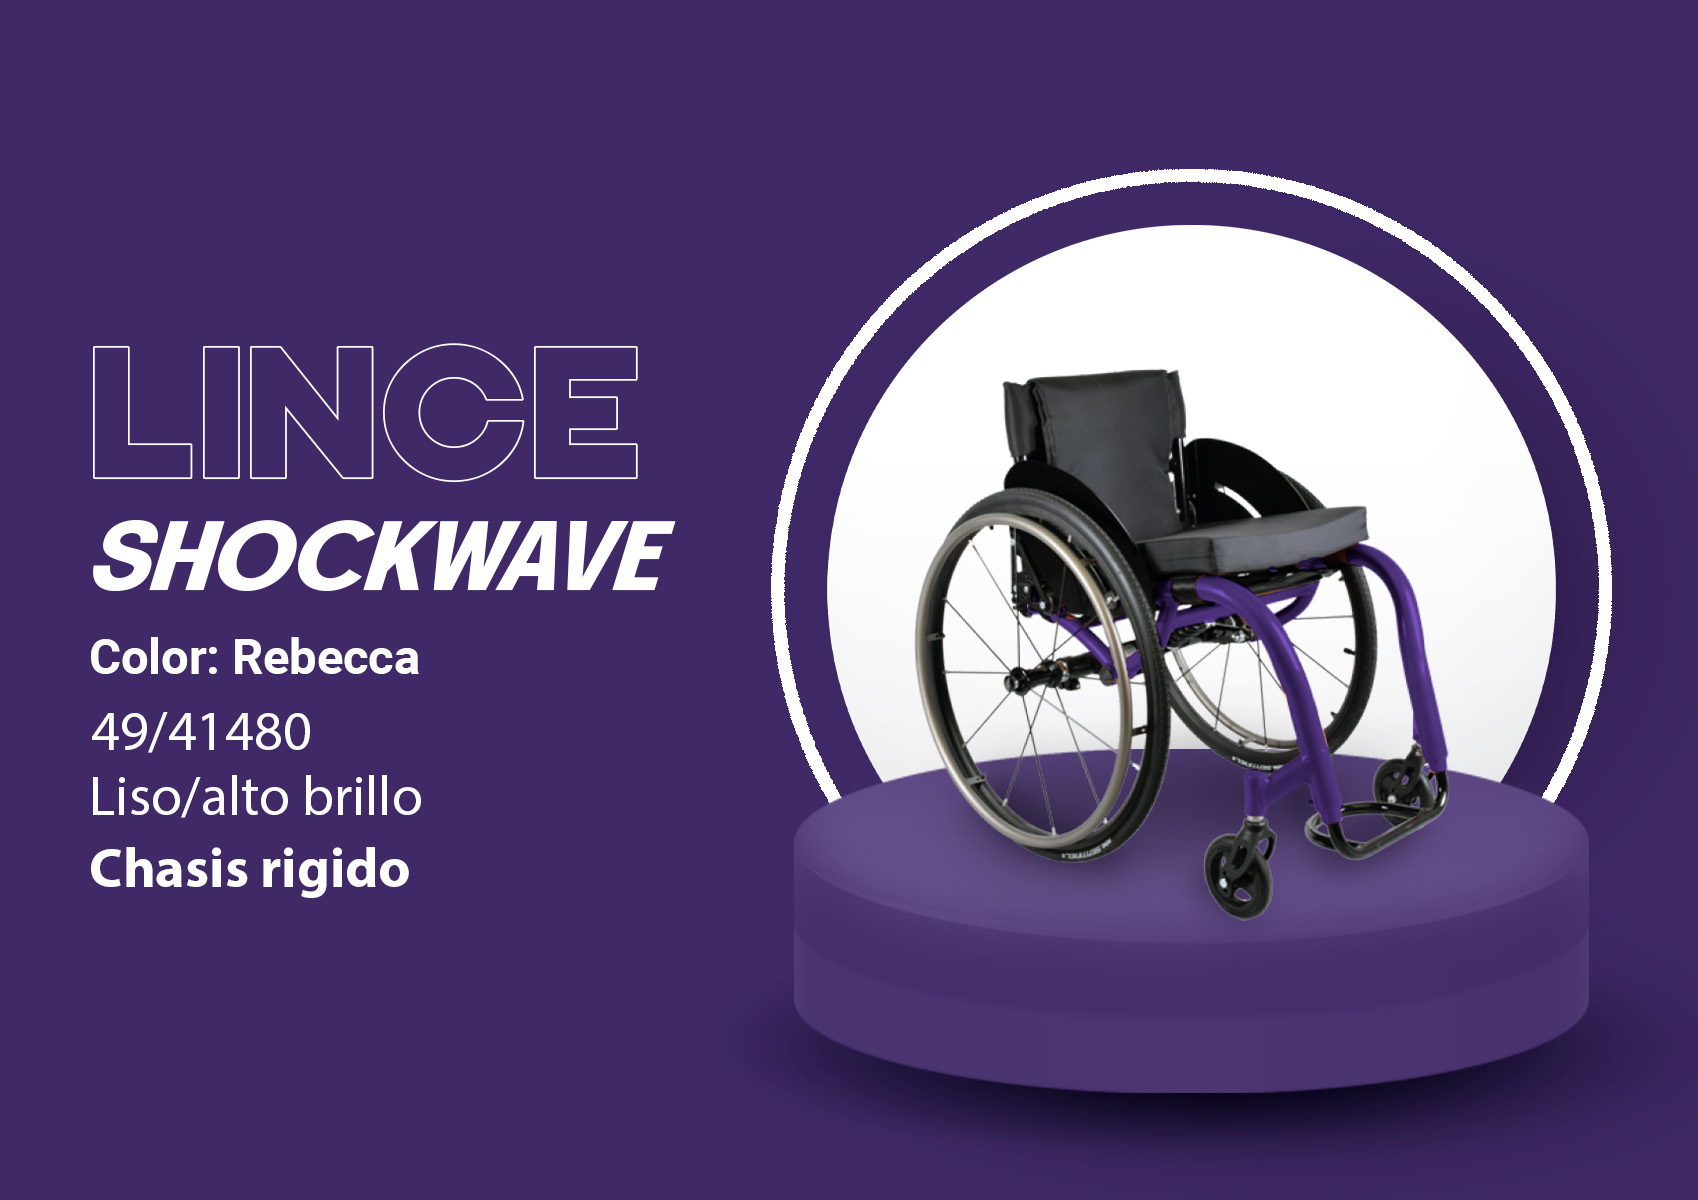 LINCE
SHOCKWAVE
Color: Rebecca
49/41480
Liso/alto brillo
Chasis rigido